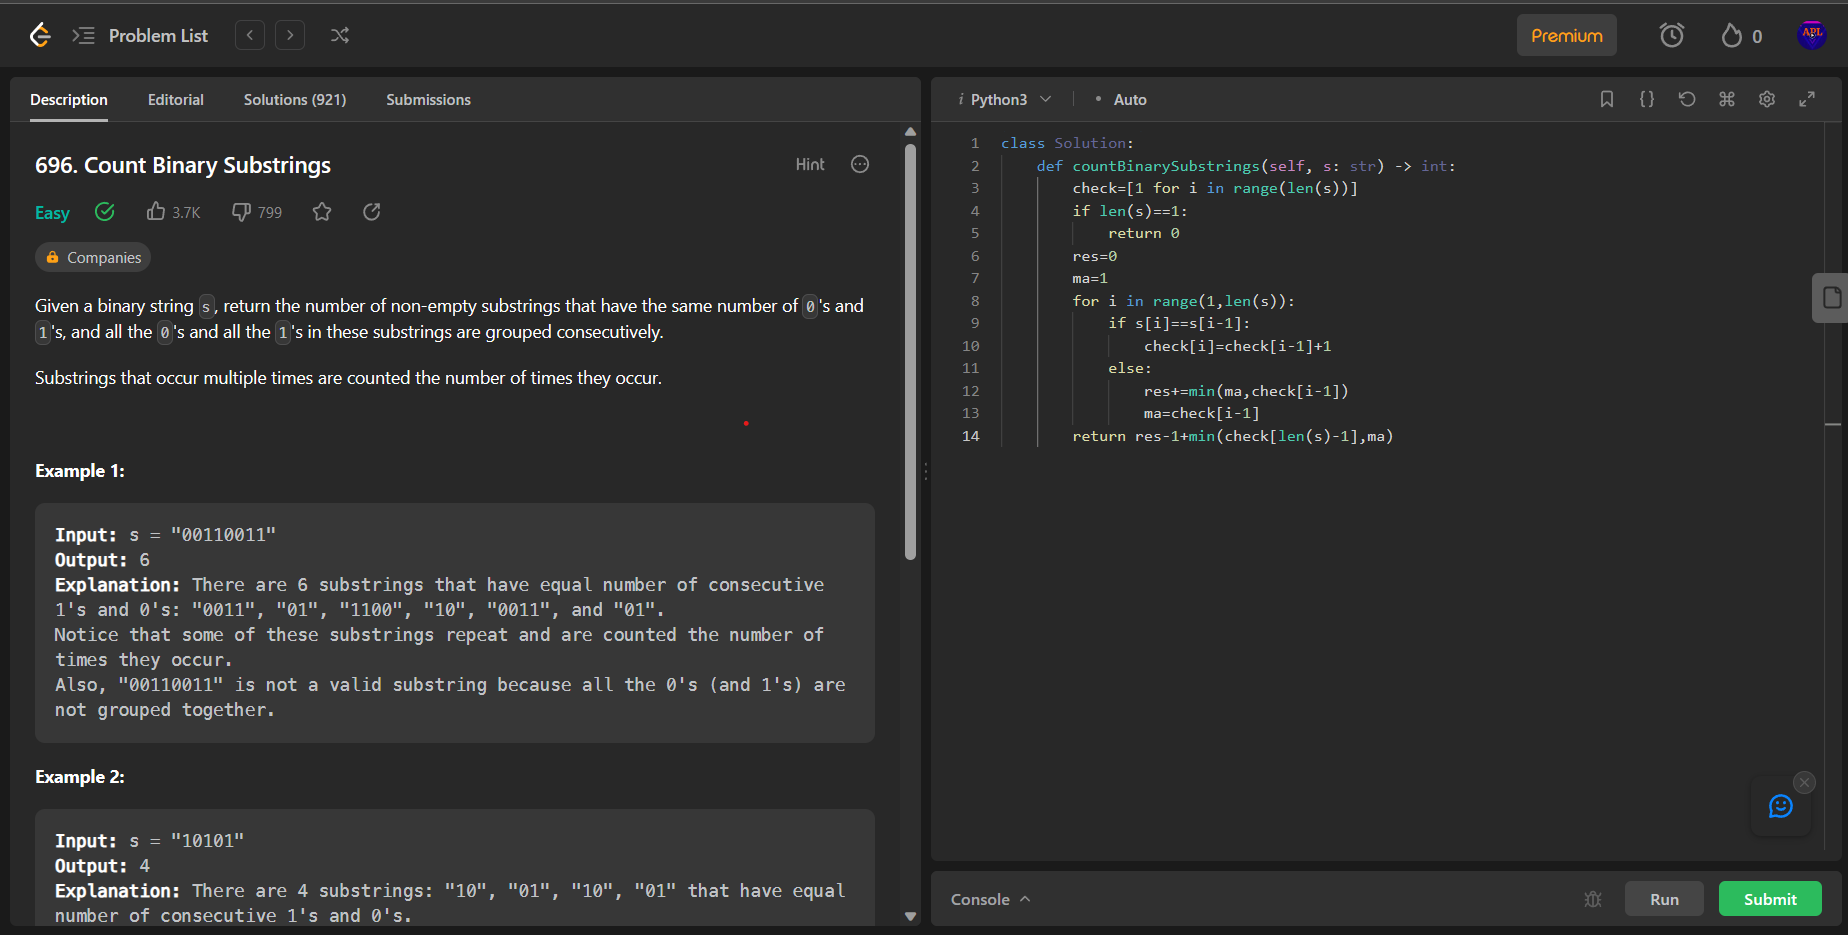 Problem List
Premium
0
APL
Description Editorial Solutions (921) Submissions
696. Count Binary Substrings
Hint
Easy 3.7K 799
Companies
Given a binary string s, return the number of non-empty substrings that have the same number of 0's and
1's, and all the 0's and all the 1's in these substrings are grouped consecutively.
Substrings that occur multiple times are counted the number of times they occur.
Example 1:
Input: s = "00110011"
Output: 6
Explanation: There are 6 substrings that have equal number of consecutive
1's and 0's: "0011", "01", "1100", "10", "0011", and "01".
Notice that some of these substrings repeat and are counted the number of
times they occur.
Also, "00110011" is not a valid substring because all the 0's (and 1's) are
not grouped together.
Example 2:
Input: s = "10101"
Output: 4
Explanation: There are 4 substrings: "10", "01", "10", "01" that have equal
number of consecutive 1's and 0's.
i Python3 • Auto
1 class Solution:
2 def countBinarySubstrings(self, s: str) -> int:
3 check=[1 for i in range(len(s))]
4 if len(s)==1:
5 return 0
6 res=0
7 ma=1
8 for i in range(1,len(s)):
9 if s[i]==s[i-1]:
10 check[i]=check[i-1]+1
11 else:
12 res+=min(ma,check[i-1])
13 ma=check[i-1]
14 return res-1+min(check[len(s)-1],ma)
Console
Run
Submit